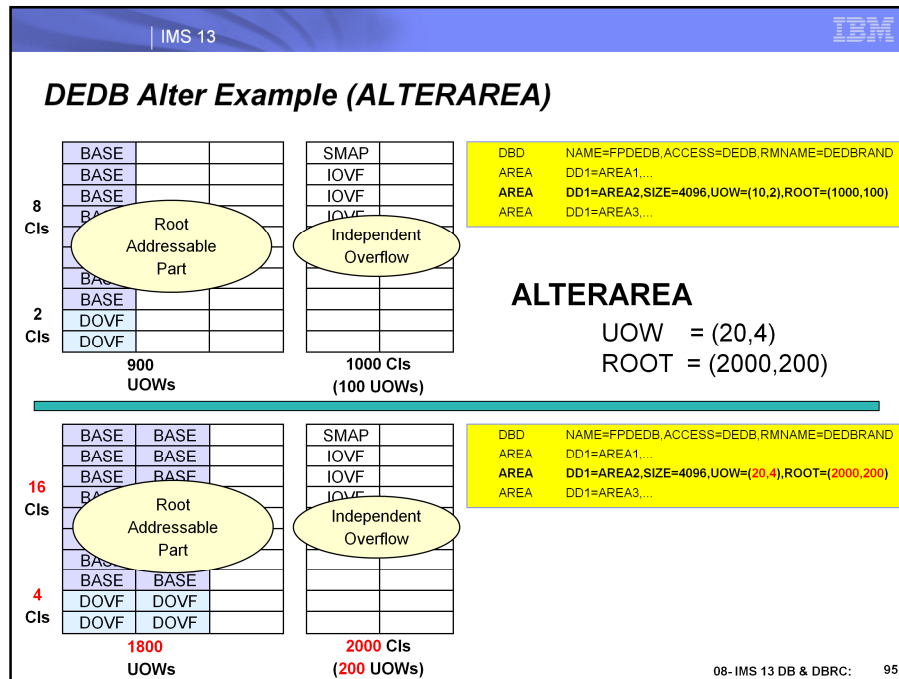 IMS 13
IBM
DEDB Alter Example (ALTERAREA)
BASE
BASE
BASE
BASE
DOVF
DOVF
8
CIs
2
CIs
Root
Addressable
Part
900
UOWs
SMAP
IOVF
IOVF
IOVF
Independent
Overflow
1000 CIs
(100 UOWs)
DBD NAME=FPDEDB,ACCESS=DEDB,RMNAME=DEDBRAND
AREA DD1=AREA1,...
AREA DD1=AREA2,SIZE=4096,UOW=(10,2),ROOT=(1000,100)
AREA DD1=AREA3,...
ALTERAREA
UOW = (20,4)
ROOT = (2000,200)
BASE BASE
BASE BASE
BASE BASE
BASE BASE
DOVF DOVF
DOVF DOVF
16
CIs
4
CIs
Root
Addressable
Part
1800
UOWs
SMAP
IOVF
IOVF
IOVF
Independent
Overflow
2000 CIs
(200 UOWs)
DBD NAME=FPDEDB,ACCESS=DEDB,RMNAME=DEDBRAND
AREA DD1=AREA1,...
AREA DD1=AREA2,SIZE=4096,UOW=(20,4),ROOT=(2000,200)
AREA DD1=AREA3,...
08- IMS 13 DB & DBRC: 95